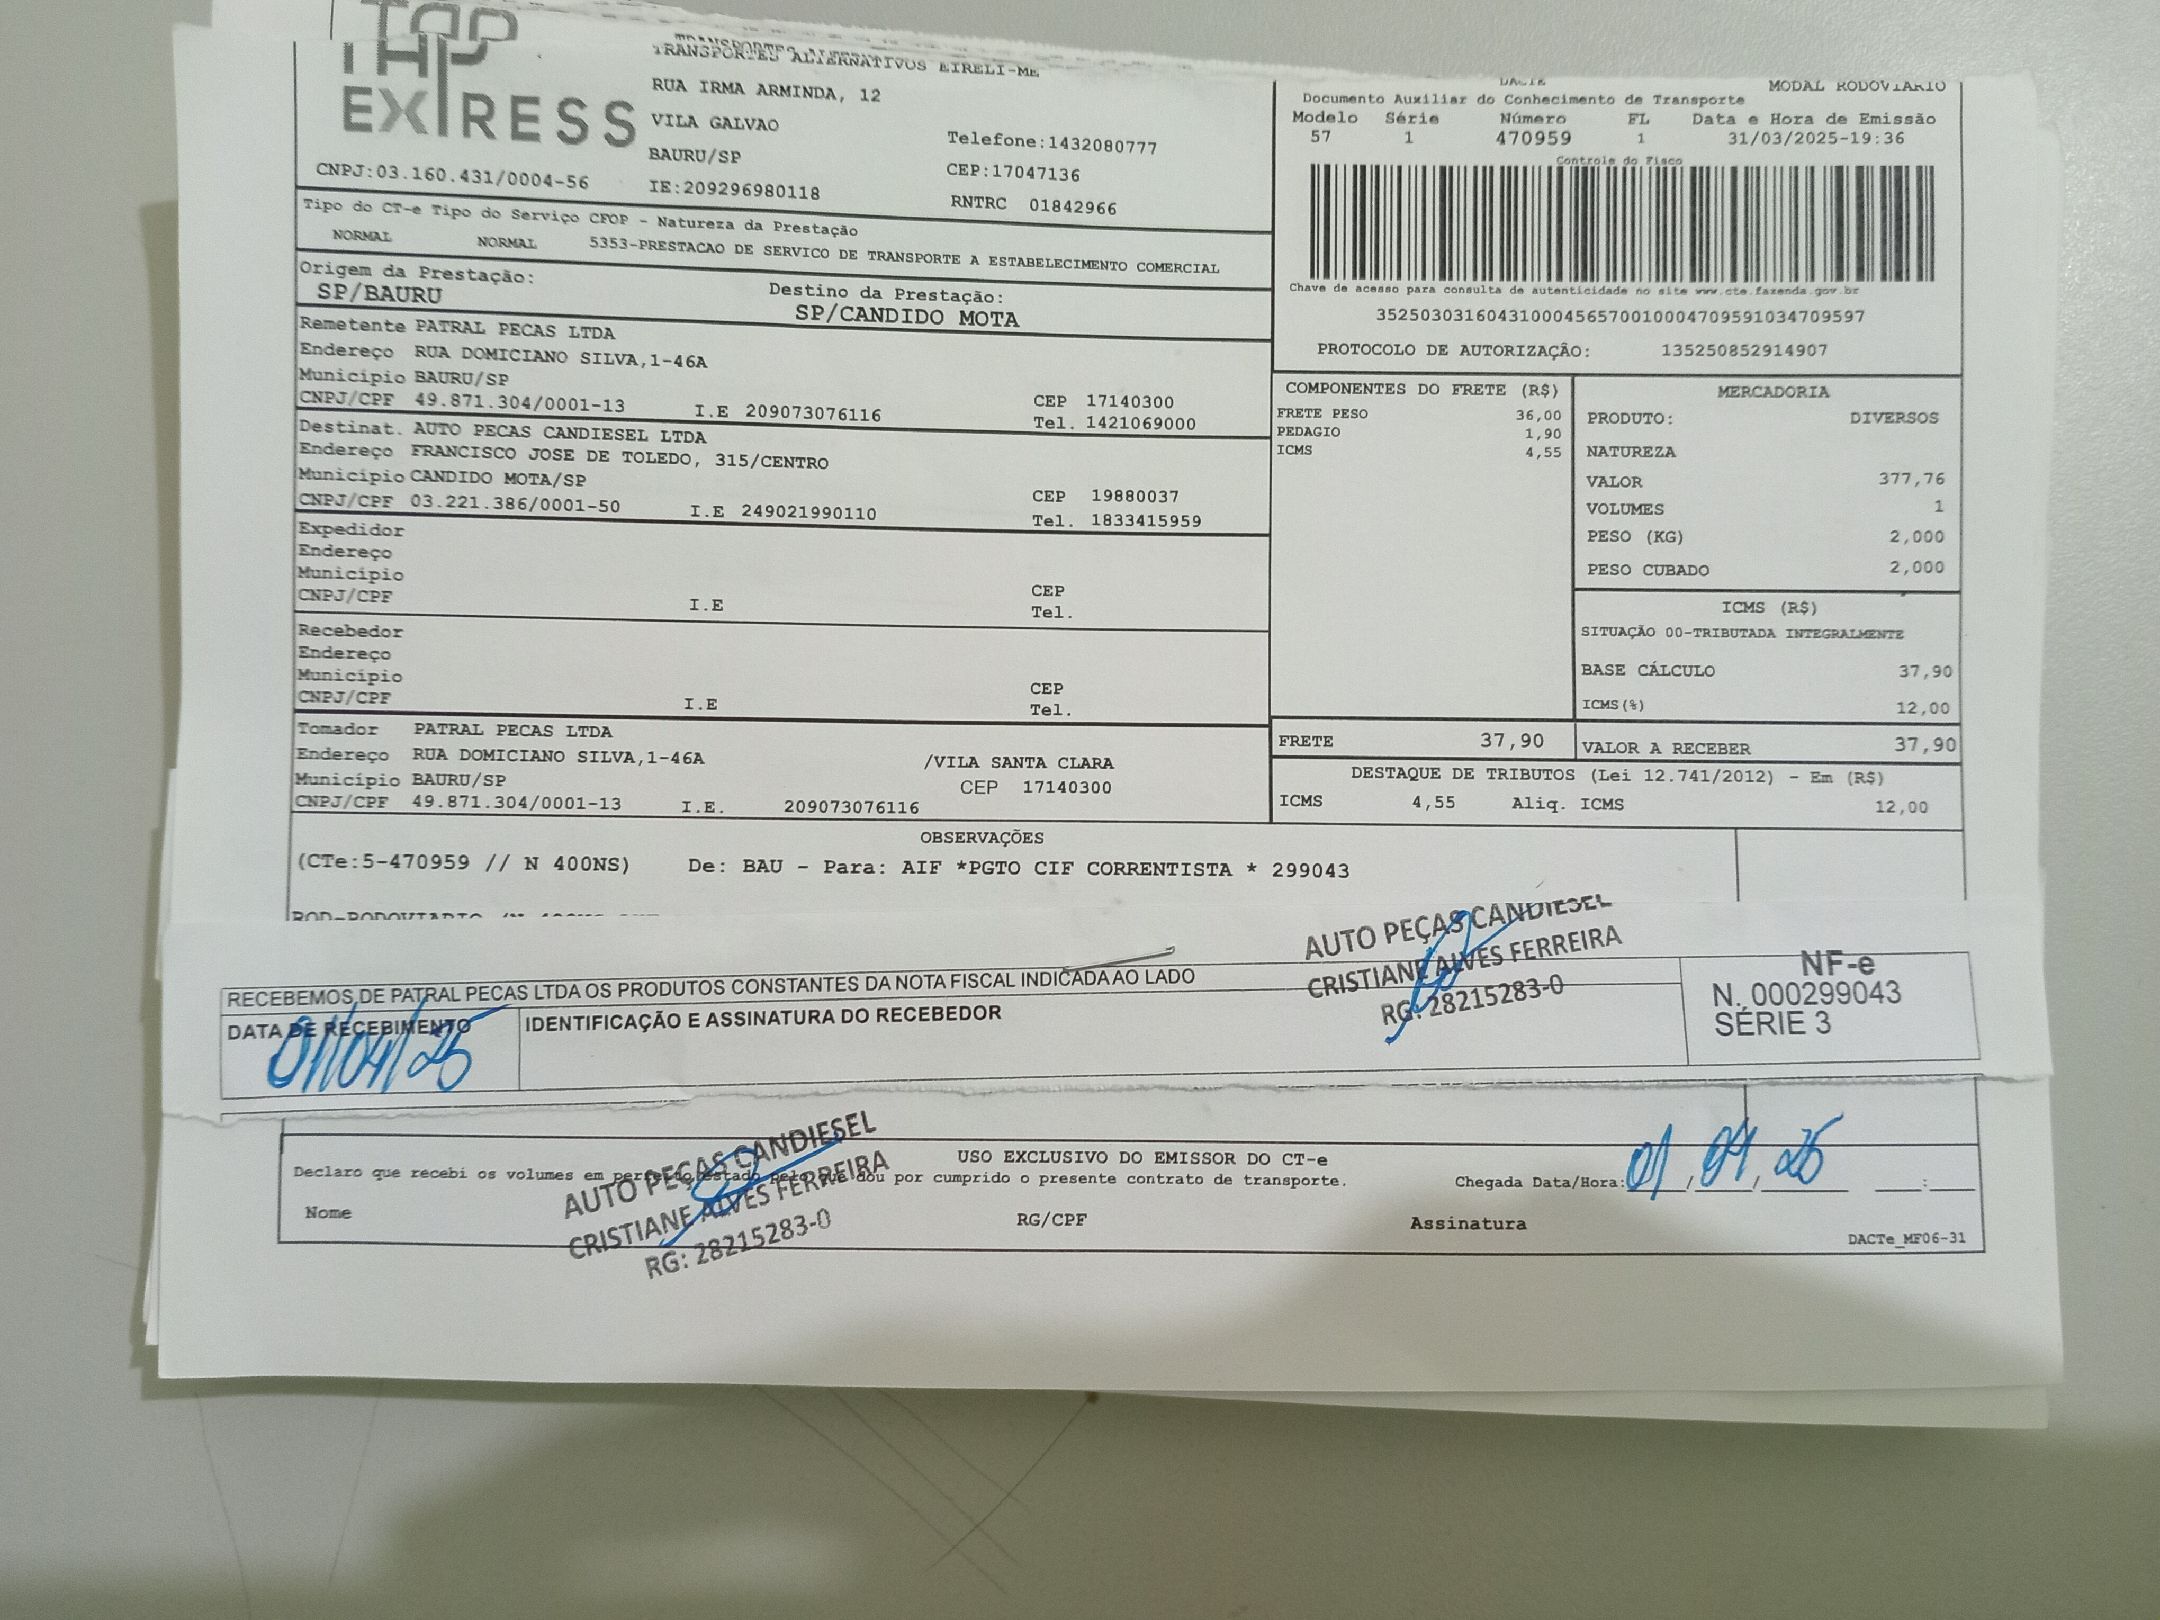 TAP
EXPRESS
TRANSPORTES ALTERNATIVOS EIRELI-ME
RUA IRMA ARMINDA, 12
VILA GALVAO
BAURU/SP
Telefone:1432080777
CEP:17047136
CNPJ:03.160.431/0004-56
IE:209296980118
RNTRC 01842966
DACTE
MODAL RODOVIARIO
Documento Auxiliar do Conhecimento de Transporte
Modelo Série Número FL Data e Hora de Emissão
57 1 470959 1 31/03/2025-19:36
Controle do Fisco
Chave de acesso para consulta de autenticidade no site www.cte.fazenda.gov.br
35250303160431000456570010004709591034709597
PROTOCOLO DE AUTORIZAÇÃO: 135250852914907
Tipo do CT-e Tipo do Serviço CFOP - Natureza da Prestação
NORMAL NORMAL 5353-PRESTACAO DE SERVICO DE TRANSPORTE A ESTABELECIMENTO COMERCIAL
Origem da Prestação:
SP/BAURU
Destino da Prestação:
SP/CANDIDO MOTA
Remetente PATRAL PECAS LTDA
Endereço RUA DOMICIANO SILVA,1-46A
Município BAURU/SP
CEP 17140300
CNPJ/CPF 49.871.304/0001-13 I.E 209073076116
Tel. 1421069000
Destinat. AUTO PECAS CANDIESEL LTDA
Endereço FRANCISCO JOSE DE TOLEDO, 315/CENTRO
Município CANDIDO MOTA/SP
CEP 19880037
CNPJ/CPF 03.221.386/0001-50 I.E 249021990110
Tel. 1833415959
Expedidor
Endereço
Município
CEP
CNPJ/CPF I.E
Tel.
Recebedor
Endereço
Município
CEP
CNPJ/CPF I.E
Tel.
Tomador PATRAL PECAS LTDA
Endereço RUA DOMICIANO SILVA,1-46A /VILA SANTA CLARA
Município BAURU/SP CEP 17140300
CNPJ/CPF 49.871.304/0001-13 I.E. 209073076116
COMPONENTES DO FRETE (R$)
FRETE PESO 36,00
PEDAGIO 1,90
ICMS 4,55
MERCADORIA
PRODUTO: DIVERSOS
NATUREZA
VALOR 377,76
VOLUMES 1
PESO (KG) 2,000
PESO CUBADO 2,000
ICMS (R$)
SITUAÇÃO 00-TRIBUTADA INTEGRALMENTE
BASE CÁLCULO 37,90
ICMS(%) 12,00
FRETE 37,90
VALOR A RECEBER 37,90
DESTAQUE DE TRIBUTOS (Lei 12.741/2012) - Em (R$)
ICMS 4,55 Aliq. ICMS 12,00
OBSERVAÇÕES
(CTe:5-470959 // N 400NS) De: BAU - Para: AIF *PGTO CIF CORRENTISTA * 299043
ROD-RODOVIARIO
AUTO PEÇAS CANDIESEL
CRISTIANE ALVES FERREIRA
RG: 28215283-0
RECEBEMOS DE PATRAL PECAS LTDA OS PRODUTOS CONSTANTES DA NOTA FISCAL INDICADA AO LADO
DATA DE RECEBIMENTO
01/04/25
IDENTIFICAÇÃO E ASSINATURA DO RECEBEDOR
NF-e
N. 000299043
SÉRIE 3
USO EXCLUSIVO DO EMISSOR DO CT-e
Declaro que recebi os volumes em perfeito estado pelo que dou por cumprido o presente contrato de transporte.
Chegada Data/Hora: 01/04/25 :
AUTO PEÇAS CANDIESEL
CRISTIANE ALVES FERREIRA
RG: 28215283-0
Nome RG/CPF Assinatura
DACTe_MF06-31